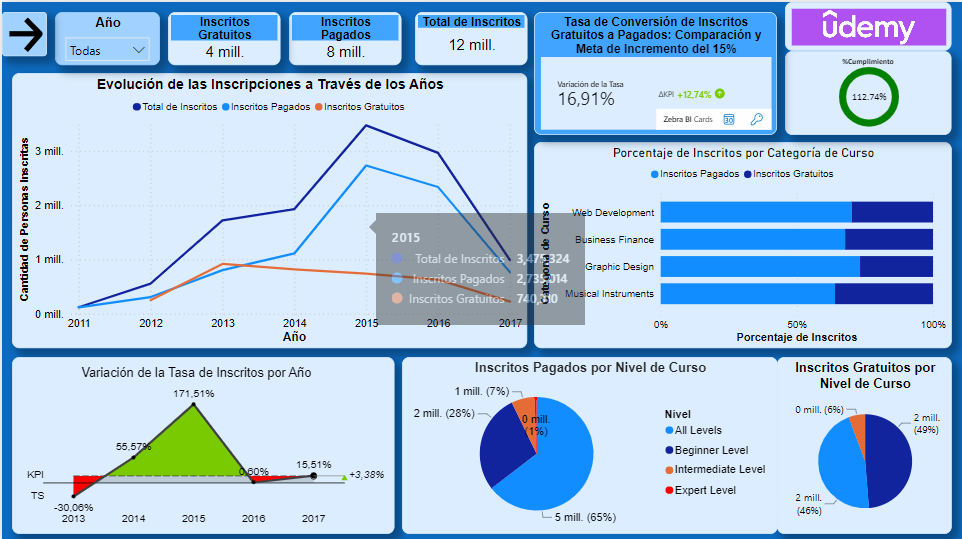 Año
Todas
Inscritos
Gratuitos
4 mill.
Inscritos
Pagados
8 mill.
Total de Inscritos
12 mill.
Tasa de Conversión de Inscritos
Gratuitos a Pagados: Comparación y
Meta de Incremento del 15%
Variación de la Tasa
16,91%
ΔKPI +12,74%
Zebra BI Cards
30
ûdemy
%Cumplimiento
112.74%
Evolución de las Inscripciones a Través de los Años
Total de Inscritos Inscritos Pagados Inscritos Gratuitos
Cantidad de Personas Inscritas
3 mill.
2 mill.
1 mill.
0 mill.
2011 2012 2013 2014 2015 2016 2017
Año
2015
Total de Inscritos 3,475,324
Inscritos Pagados 2,735,014
Inscritos Gratuitos 740,310
Porcentaje de Inscritos por Categoría de Curso
Inscritos Pagados Inscritos Gratuitos
Categoría de Curso
Web Development
Business Finance
Graphic Design
Musical Instruments
0% 50% 100%
Porcentaje de Inscritos
Variación de la Tasa de Inscritos por Año
171,51%
55,57%
0,60%
15,51%
+3,38%
KPI
TS
-30,06%
2013 2014 2015 2016 2017
Inscritos Pagados por Nivel de Curso
1 mill. (7%)
2 mill. (28%)
0 mill.
(1%)
5 mill. (65%)
Nivel
All Levels
Beginner Level
Intermediate Level
Expert Level
Inscritos Gratuitos por
Nivel de Curso
0 mill. (6%)
2 mill.
(49%)
2 mill.
(46%)